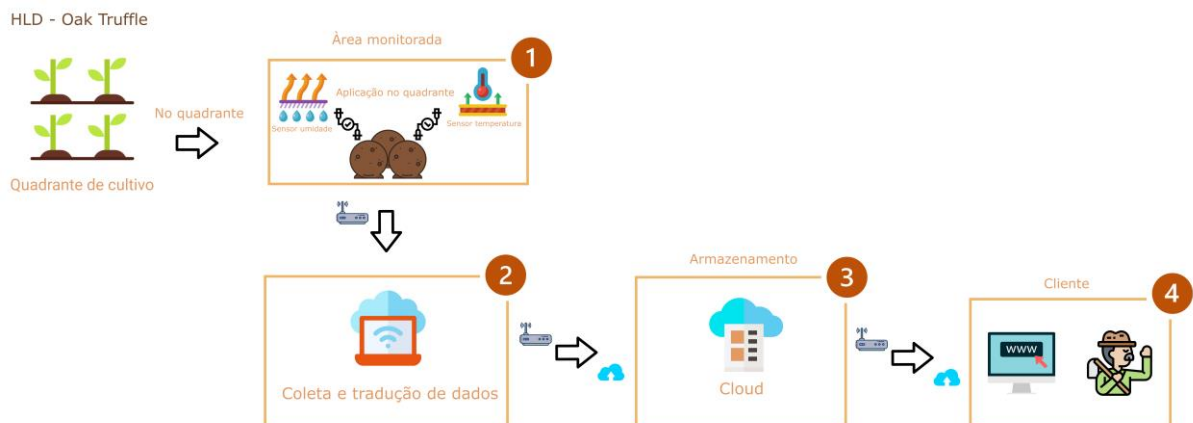 HLD - Oak Truffle
Quadrante de cultivo
No quadrante
Àrea monitorada
1
Aplicação no quadrante
Sensor umidade
Sensor temperatura
2
Coleta e tradução de dados
Armazenamento
3
Cloud
Cliente
4
www